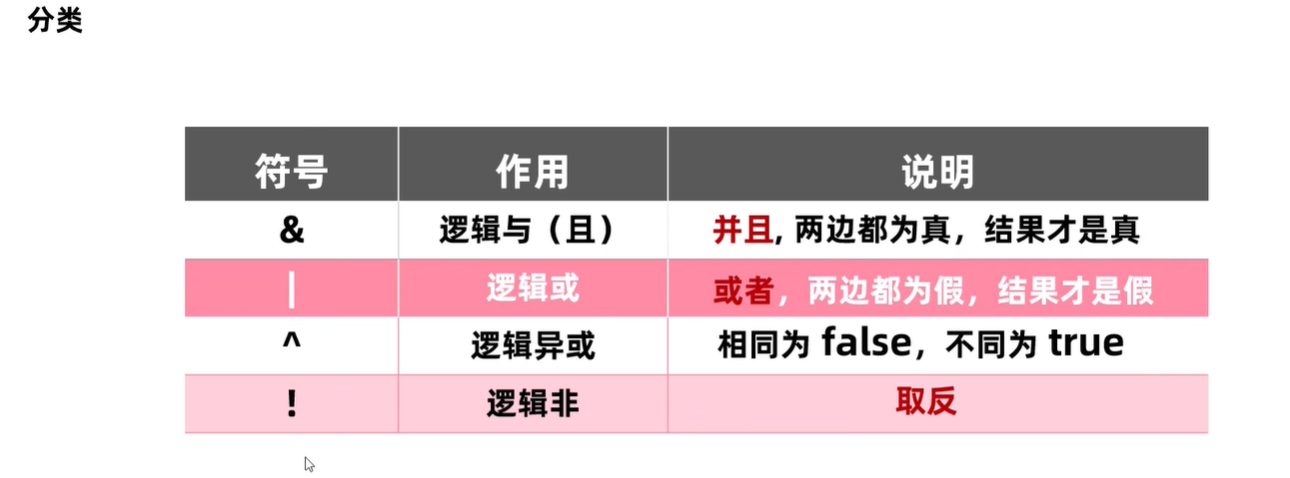 分类
符号 作用 说明
& 逻辑与（且） 并且, 两边都为真，结果才是真
| 逻辑或 或者，两边都为假，结果才是假
^ 逻辑异或 相同为 false，不同为 true
! 逻辑非 取反